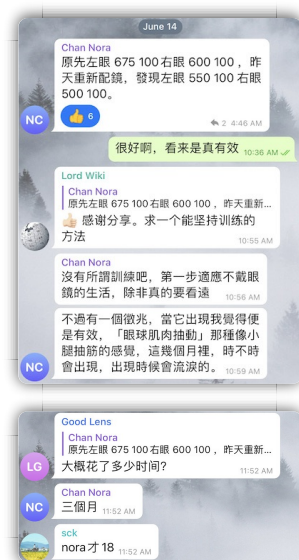 June 14
Chan Nora
原先左眼 675 100 右眼 600 100 ，昨
天重新配鏡，發現左眼 550 100 右眼
500 100。
👍 6
2 4:46 AM
NC
很好啊，看来是真有效 10:36 AM
Lord Wiki
Chan Nora
原先左眼 675 100 右眼 600 100 ，昨天重新...
👍🏻 感谢分享。求一个能坚持训练的
方法
10:55 AM
Chan Nora
沒有所謂訓練吧，第一步適應不戴眼
鏡的生活，除非真的要看遠 10:56 AM
不過有一個徵兆，當它出現我覺得便
是有效，「眼球肌肉抽動」那種像小
腿抽筋的感覺，這幾個月裡，時不時
會出現，出現時候會流淚的。 10:59 AM
NC
Good Lens
Chan Nora
原先左眼 675 100 右眼 600 100 ，昨天重新...
大概花了多少时间？
11:52 AM
LG
Chan Nora
三個月 11:52 AM
NC
sck
nora才18 11:52 AM